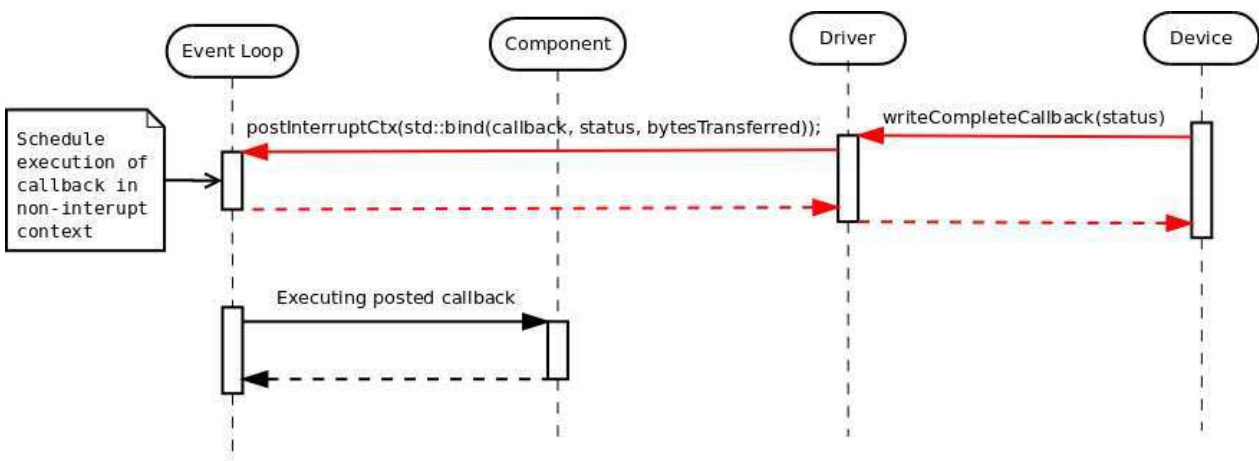 Event Loop
Component
Driver
Device
Schedule
execution of
callback in
non-interupt
context
postInterruptCtx(std::bind(callback, status, bytesTransferred));
writeCompleteCallback(status)
Executing posted callback